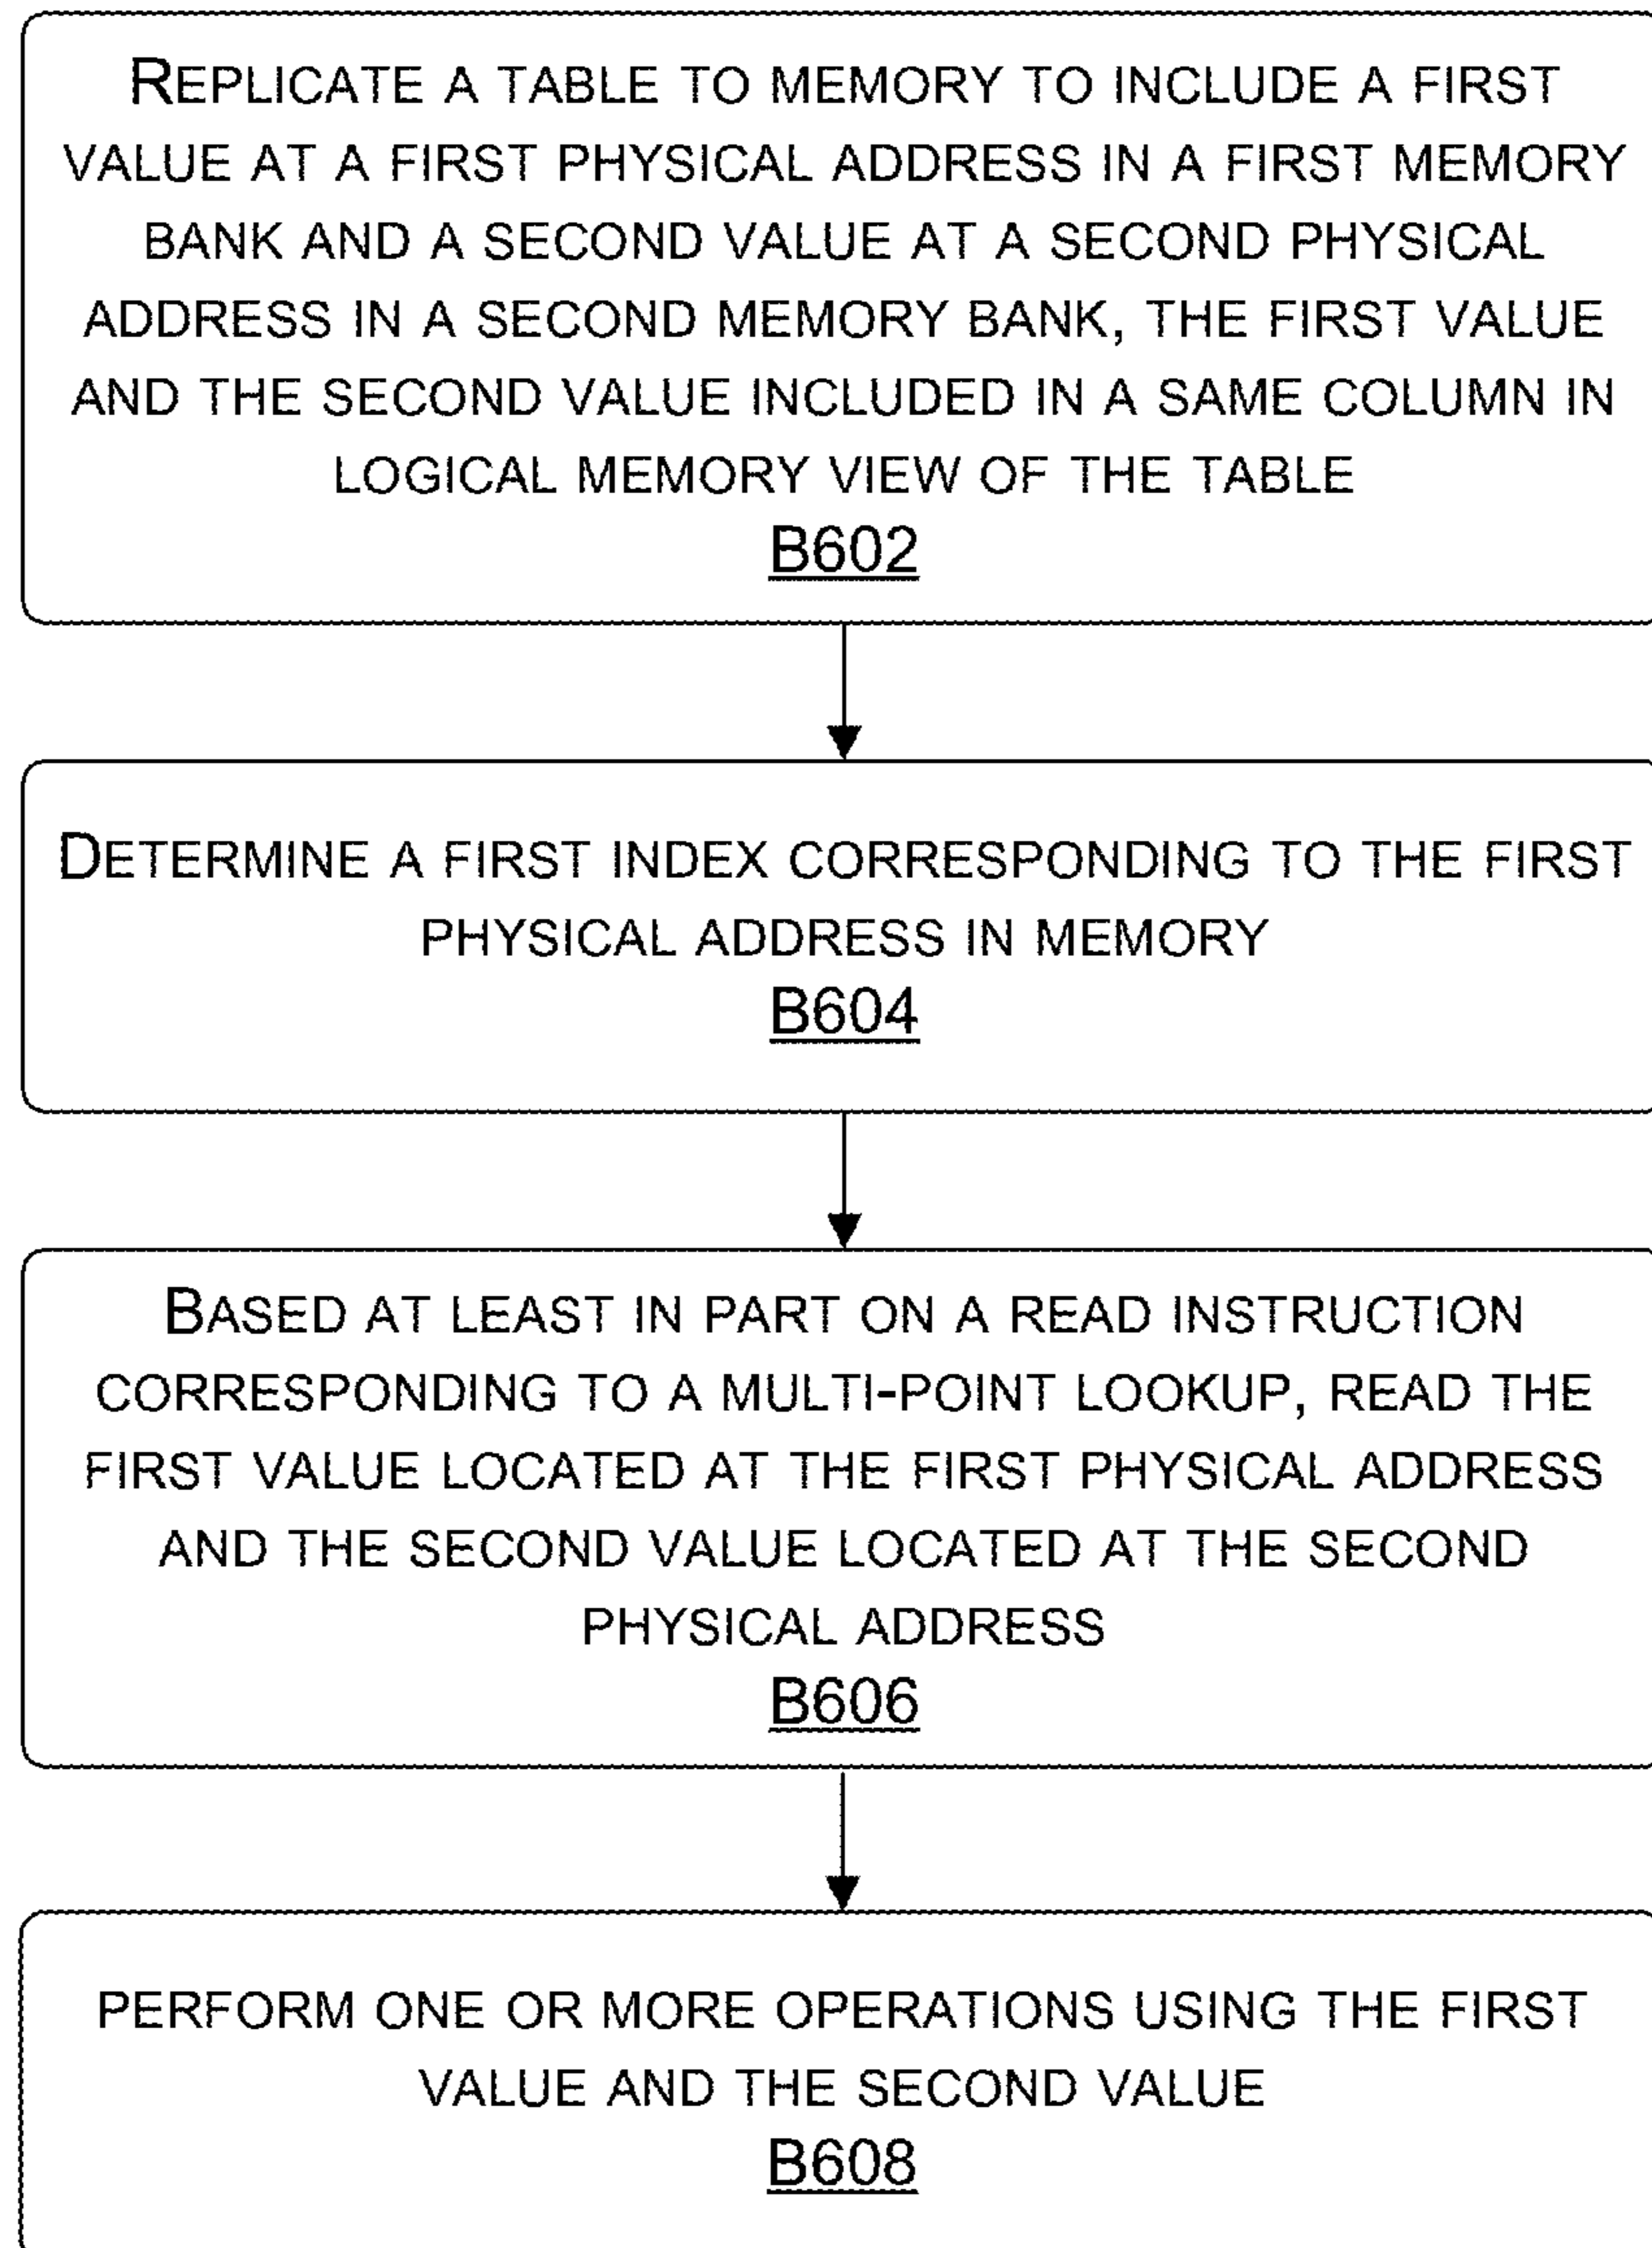 REPLICATE A TABLE TO MEMORY TO INCLUDE A FIRST
VALUE AT A FIRST PHYSICAL ADDRESS IN A FIRST MEMORY
BANK AND A SECOND VALUE AT A SECOND PHYSICAL
ADDRESS IN A SECOND MEMORY BANK, THE FIRST VALUE
AND THE SECOND VALUE INCLUDED IN A SAME COLUMN IN
LOGICAL MEMORY VIEW OF THE TABLE
B602
DETERMINE A FIRST INDEX CORRESPONDING TO THE FIRST
PHYSICAL ADDRESS IN MEMORY
B604
BASED AT LEAST IN PART ON A READ INSTRUCTION
CORRESPONDING TO A MULTI-POINT LOOKUP, READ THE
FIRST VALUE LOCATED AT THE FIRST PHYSICAL ADDRESS
AND THE SECOND VALUE LOCATED AT THE SECOND
PHYSICAL ADDRESS
B606
PERFORM ONE OR MORE OPERATIONS USING THE FIRST
VALUE AND THE SECOND VALUE
B608